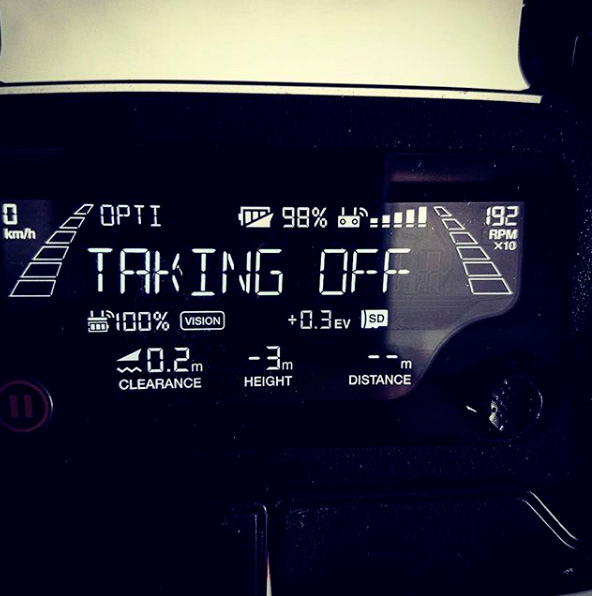 0 OPTI 98% 192
km/h RPM
X10
TAKING OFF
100% VISION +0.3EV SD
0.2m -3m --m
CLEARANCE HEIGHT DISTANCE